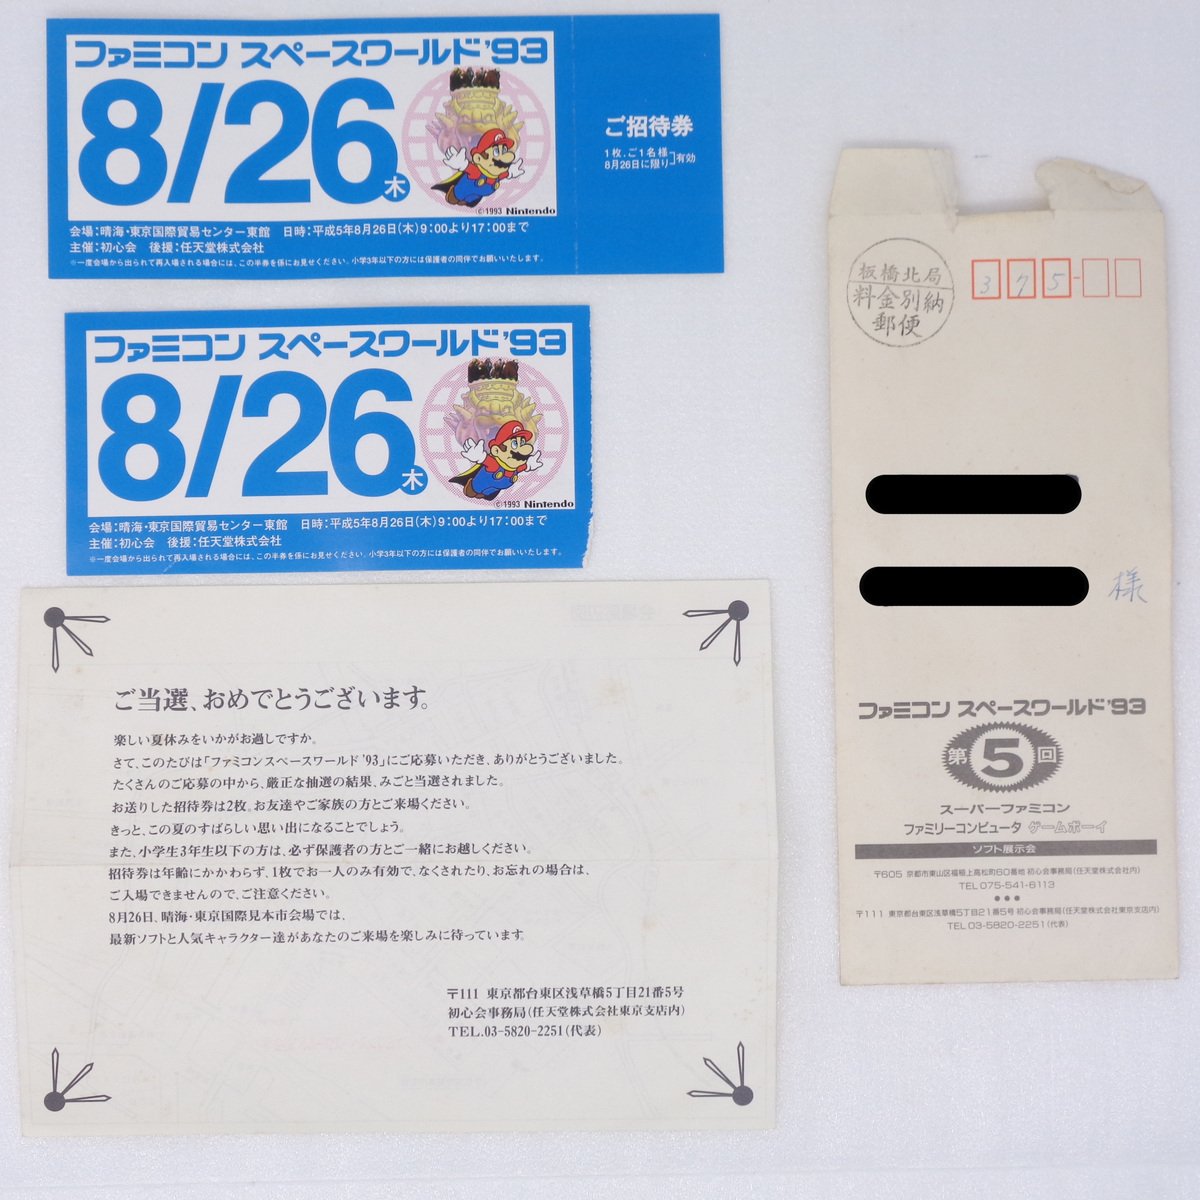 ファミコン スペースワールド'93
8/26
木
©1993 Nintendo
会場:晴海・東京国際貿易センター東館　日時:平成5年8月26日(木)9:00より17:00まで
主催:初心会　後援:任天堂株式会社
※一度会場から出られて再入場される場合には、この半券を係にお見せください。小学3年以下の方には保護者の同伴でお願いいたします。
ご招待券
1枚、ご1名様
8月26日に限り
有効
ファミコン スペースワールド'93
8/26
木
©1993 Nintendo
会場:晴海・東京国際貿易センター東館　日時:平成5年8月26日(木)9:00より17:00まで
主催:初心会　後援:任天堂株式会社
※一度会場から出られて再入場される場合には、この半券を係にお見せください。小学3年以下の方には保護者の同伴でお願いいたします。
ご当選、おめでとうございます。
楽しい夏休みをいかがお過しですか。
さて、このたびは「ファミコンスペースワールド'93」にご応募いただき、ありがとうございました。
たくさんのご応募の中から、厳正な抽選の結果、みごと当選されました。
お送りした招待券は2枚。お友達やご家族の方とご来場ください。
きっと、この夏のすばらしい思い出になることでしょう。
また、小学生3年生以下の方は、必ず保護者の方とご一緒にお越しください。
招待券は年齢にかかわらず、1枚でお一人のみ有効で、なくされたり、お忘れの場合は、
ご入場できませんので、ご注意ください。
8月26日、晴海・東京国際見本市会場では、
最新ソフトと人気キャラクター達があなたのご来場を楽しみに待っています。
〒111 東京都台東区浅草橋5丁目21番5号
初心会事務局(任天堂株式会社東京支店内)
TEL.03-5820-2251(代表)
板橋北局
料金別納
郵便
375-
様
ファミコン スペースワールド'93
第5回
スーパーファミコン
ファミリーコンピュータ ゲームボーイ
ソフト展示会
〒605 京都市東山区福稲上高松町60番地 初心会事務局(任天堂株式会社内)
TEL 075-541-6113
●●●
〒111 東京都台東区浅草橋5丁目21番5号 初心会事務局(任天堂株式会社東京支店内)
TEL 03-5820-2251(代表)